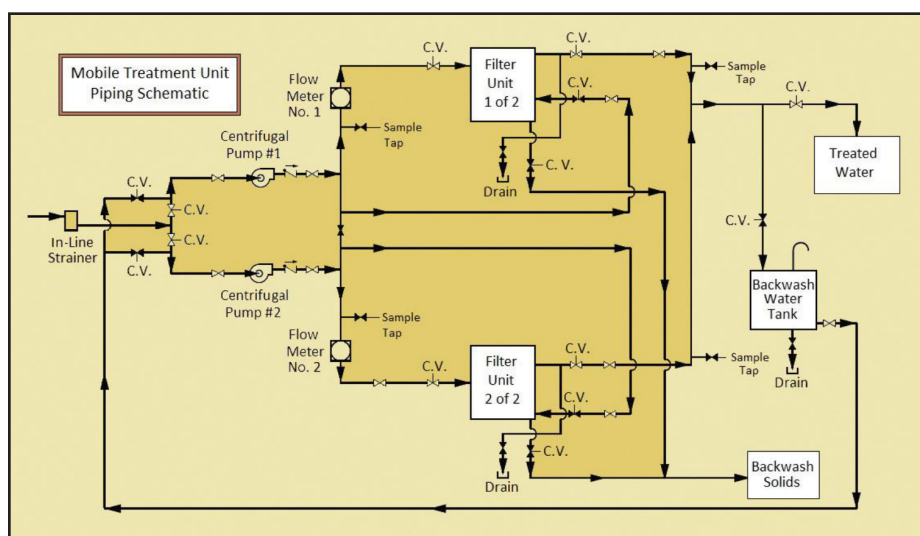 Mobile Treatment Unit
Piping Schematic
C.V.
Filter
Unit
1 of 2
C.V.
C.V.
Sample
Tap
C.V.
Flow
Meter
No. 1
Sample
Tap
Centrifugal
Pump #1
C. V.
Drain
Treated
Water
C.V.
C.V.
C.V.
C.V.
In-Line
Strainer
C.V.
Backwash
Water
Tank
Centrifugal
Pump #2
Sample
Tap
Flow
Meter
No. 2
C.V.
Filter
Unit
2 of 2
C.V.
C.V.
Sample
Tap
Drain
C.V.
Drain
Backwash
Solids